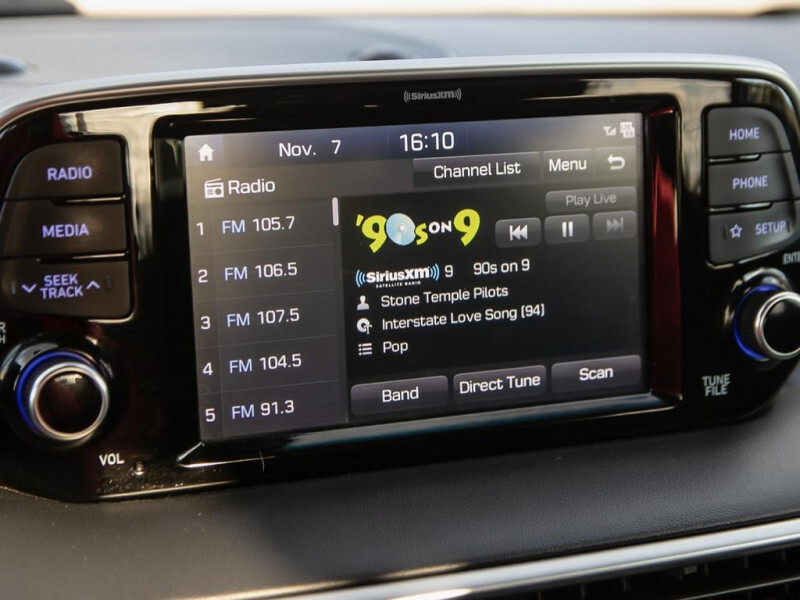 ((SiriusXM))
RADIO
MEDIA
SEEK
TRACK
VOL
Nov. 7 16:10
Radio
Channel List Menu
1 FM 105.7
2 FM 106.5
3 FM 107.5
4 FM 104.5
5 FM 91.3
Play Live
'90s ON 9
((SiriusXM)) 9 90s on 9
SATELLITE RADIO
Stone Temple Pilots
Interstate Love Song (94)
Pop
Band Direct Tune Scan
HOME
PHONE
SETUP
TUNE
FILE